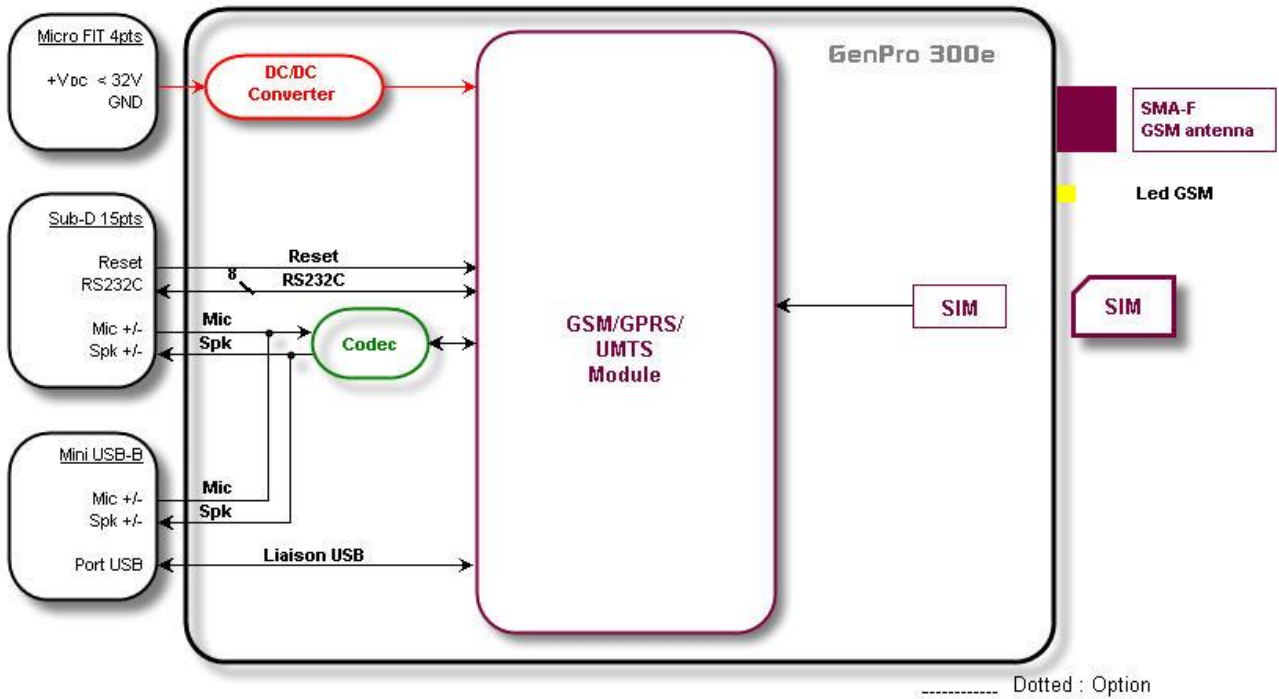 Micro FIT 4pts
+VDC < 32V
GND
DC/DC
Converter
GenPro 300e
SMA-F
GSM antenna
Led GSM
Sub-D 15pts
Reset
RS232C
Mic +/-
Spk +/-
Reset
8
RS232C
Mic
Spk
Codec
GSM/GPRS/
UMTS
Module
SIM
SIM
Mini USB-B
Mic +/-
Spk +/-
Port USB
Mic
Spk
Liaison USB
Dotted : Option